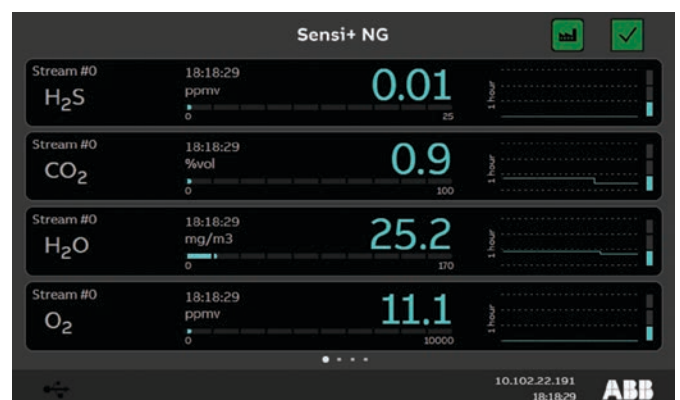 Sensi+ NG
Stream #0
18:18:29
H₂S
ppmv
0.01
0
25
1 hour
Stream #0
18:18:29
CO₂
%vol
0.9
0
100
1 hour
Stream #0
18:18:29
H₂O
mg/m3
25.2
0
170
1 hour
Stream #0
18:18:29
O₂
ppmv
11.1
0
10000
1 hour
10.102.22.191
18:18:29
ABB